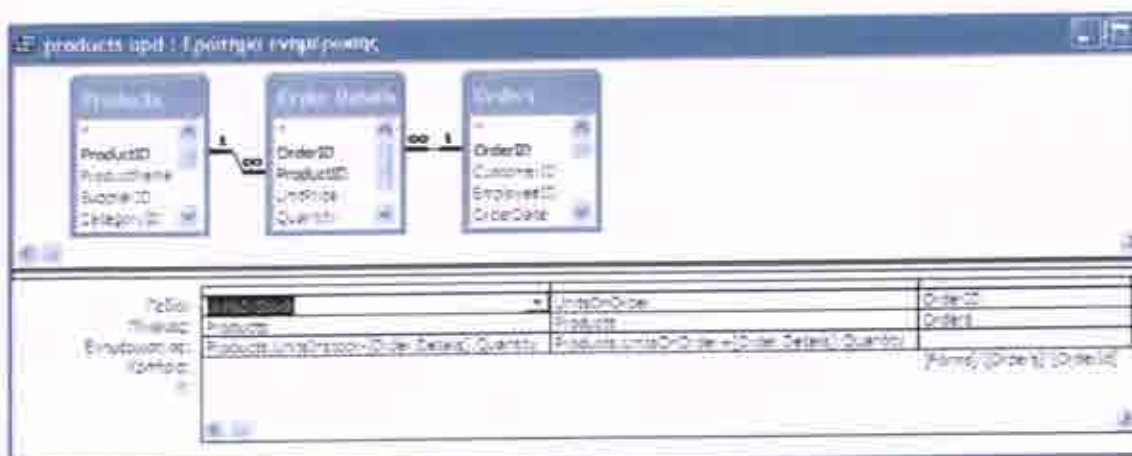 products upd : Ερώτημα ενημέρωσης
Products
*
ProductID
ProductName
SupplierID
CategoryID
1
∞
Order Details
*
OrderID
ProductID
UnitPrice
Quantity
∞ 1
Orders
*
OrderID
CustomerID
EmployeeID
OrderDate
Πεδίο: UnitsOnOrder OrderID
Πίνακας: Products Products Orders
Ενημέρωση σε: Products.UnitsInStock-[Order Details].Quantity Products.UnitsOnOrder+[Order Details].Quantity
Κριτήρια: [Forms]![Orders]![OrderId]
ή: